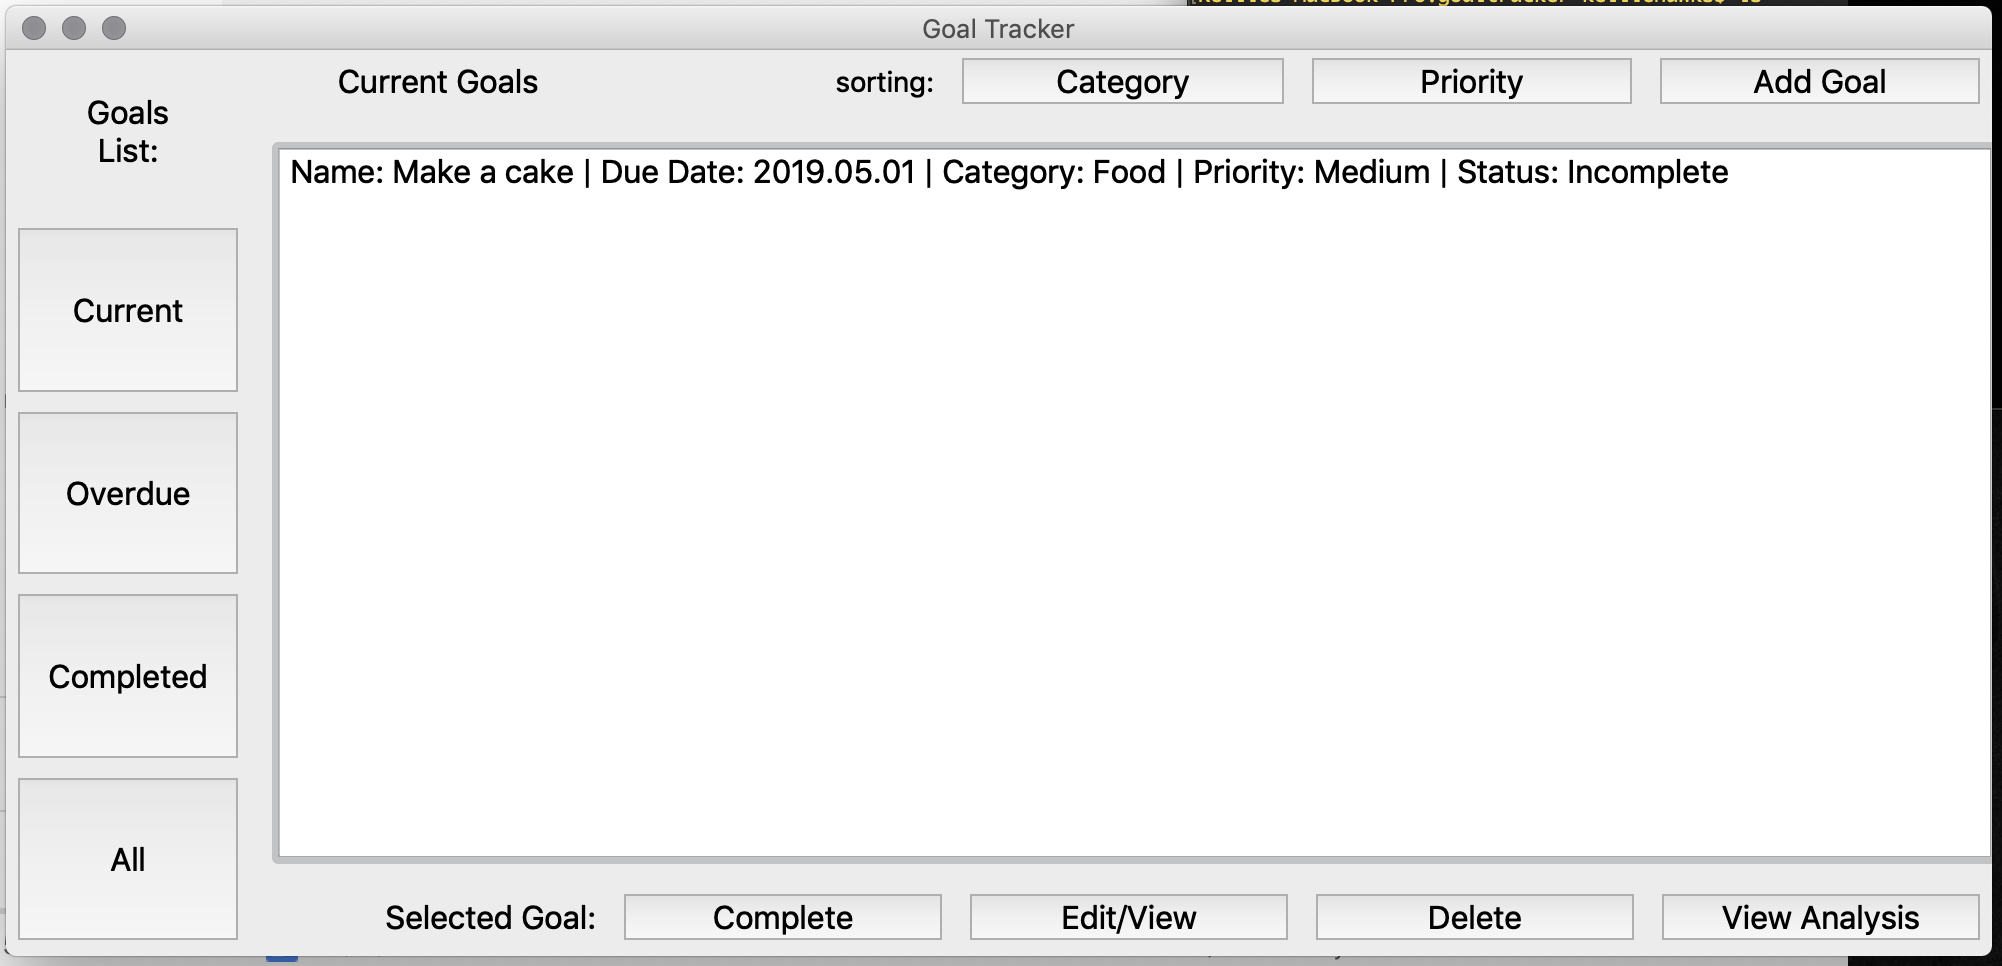 Goal Tracker
Goals
List:
Current Goals
sorting:
Category
Priority
Add Goal
Name: Make a cake | Due Date: 2019.05.01 | Category: Food | Priority: Medium | Status: Incomplete
Current
Overdue
Completed
All
Selected Goal:
Complete
Edit/View
Delete
View Analysis